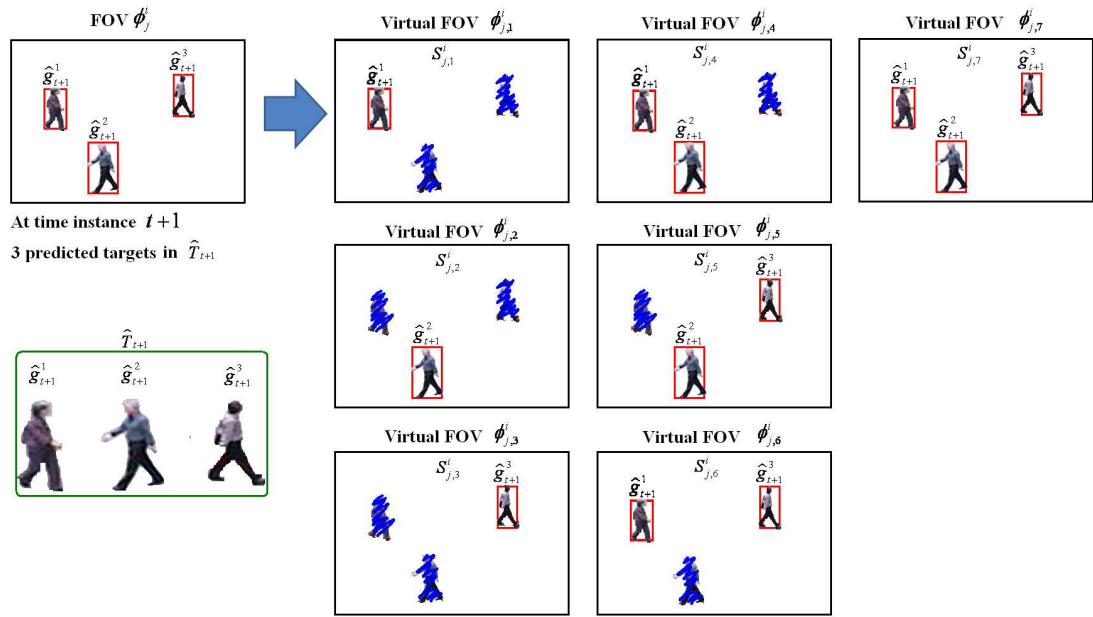 FOV ϕ^i_j
ĝ^1_{t+1}
ĝ^3_{t+1}
ĝ^2_{t+1}
At time instance t+1
3 predicted targets in T̂_{t+1}
T̂_{t+1}
ĝ^1_{t+1} ĝ^2_{t+1} ĝ^3_{t+1}
Virtual FOV ϕ^i_{j,1}
S^i_{j,1}
ĝ^1_{t+1}
Virtual FOV ϕ^i_{j,4}
S^i_{j,4}
ĝ^1_{t+1}
ĝ^2_{t+1}
Virtual FOV ϕ^i_{j,7}
S^i_{j,7}
ĝ^1_{t+1}
ĝ^3_{t+1}
ĝ^2_{t+1}
Virtual FOV ϕ^i_{j,2}
S^i_{j,2}
ĝ^2_{t+1}
Virtual FOV ϕ^i_{j,5}
S^i_{j,5}
ĝ^3_{t+1}
ĝ^2_{t+1}
Virtual FOV ϕ^i_{j,3}
S^i_{j,3}
ĝ^3_{t+1}
Virtual FOV ϕ^i_{j,6}
S^i_{j,6}
ĝ^1_{t+1}
ĝ^3_{t+1}